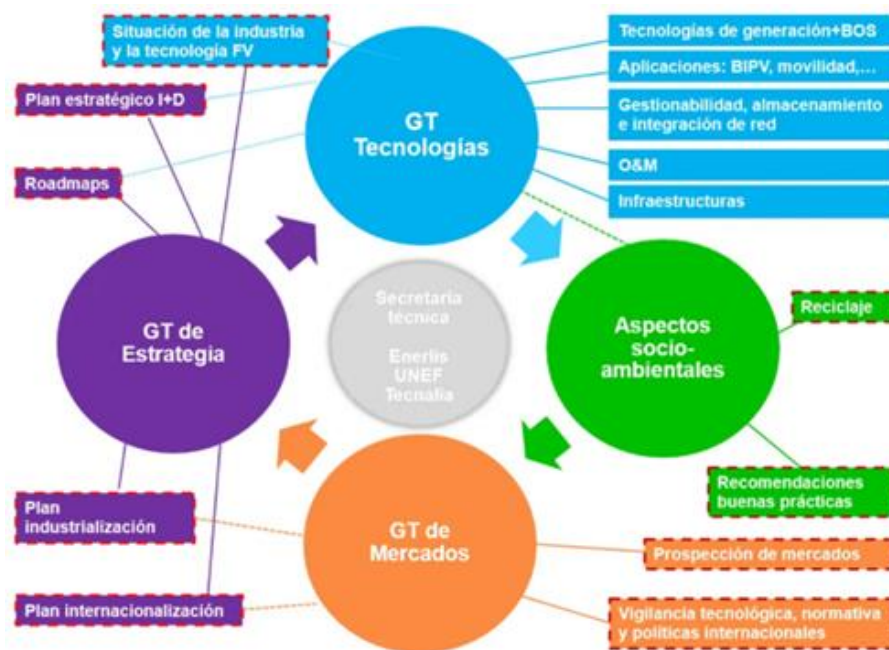 Situación de la industria
y la tecnología FV
Plan estratégico I+D
Roadmaps
GT
Tecnologías
Tecnologías de generación+BOS
Aplicaciones: BIPV, movilidad,…
Gestionabilidad, almacenamiento
e integración de red
O&M
Infraestructuras
GT de
Estrategia
Secretaría
técnica
Enerlis
UNEF
Tecnalia
Aspectos
socio-
ambientales
Reciclaje
Recomendaciones
buenas prácticas
Plan
industrialización
Plan internacionalización
GT de
Mercados
Prospección de mercados
Vigilancia tecnológica, normativa
y políticas internacionales